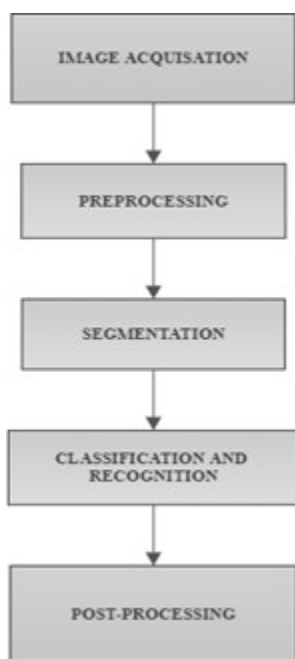 IMAGE ACQUISATION
PREPROCESSING
SEGMENTATION
CLASSIFICATION AND
RECOGNITION
POST-PROCESSING